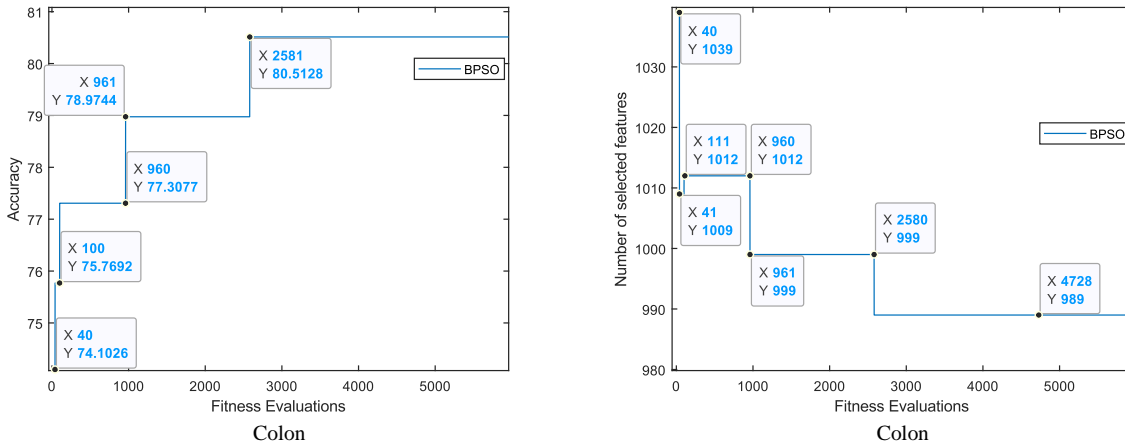 81
80
79
78
77
76
75
Accuracy
X 961
Y 78.9744
X 2581
Y 80.5128
BPSO
X 960
Y 77.3077
X 100
Y 75.7692
X 40
Y 74.1026
0 1000 2000 3000 4000 5000
Fitness Evaluations
Colon
1030
1020
1010
1000
990
980
Number of selected features
X 40
Y 1039
X 111
Y 1012
X 960
Y 1012
BPSO
X 41
Y 1009
X 2580
Y 999
X 961
Y 999
X 4728
Y 989
0 1000 2000 3000 4000 5000
Fitness Evaluations
Colon